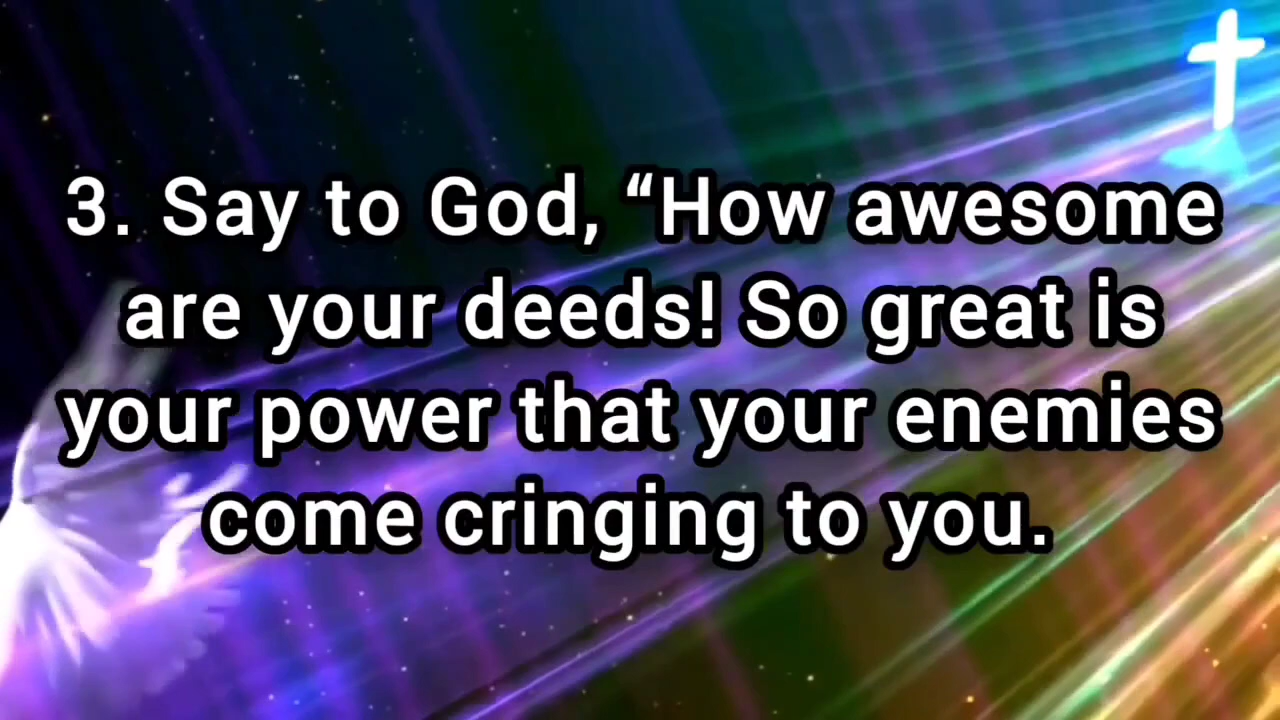 3. Say to God, “How awesome
are your deeds! So great is
your power that your enemies
come cringing to you.